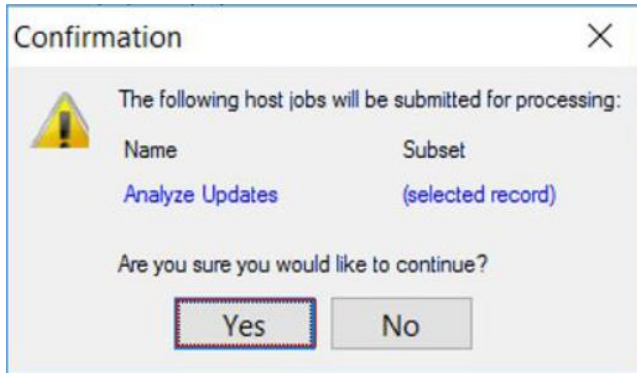 Confirmation
The following host jobs will be submitted for processing:
Name Subset
Analyze Updates (selected record)
Are you sure you would like to continue?
Yes No